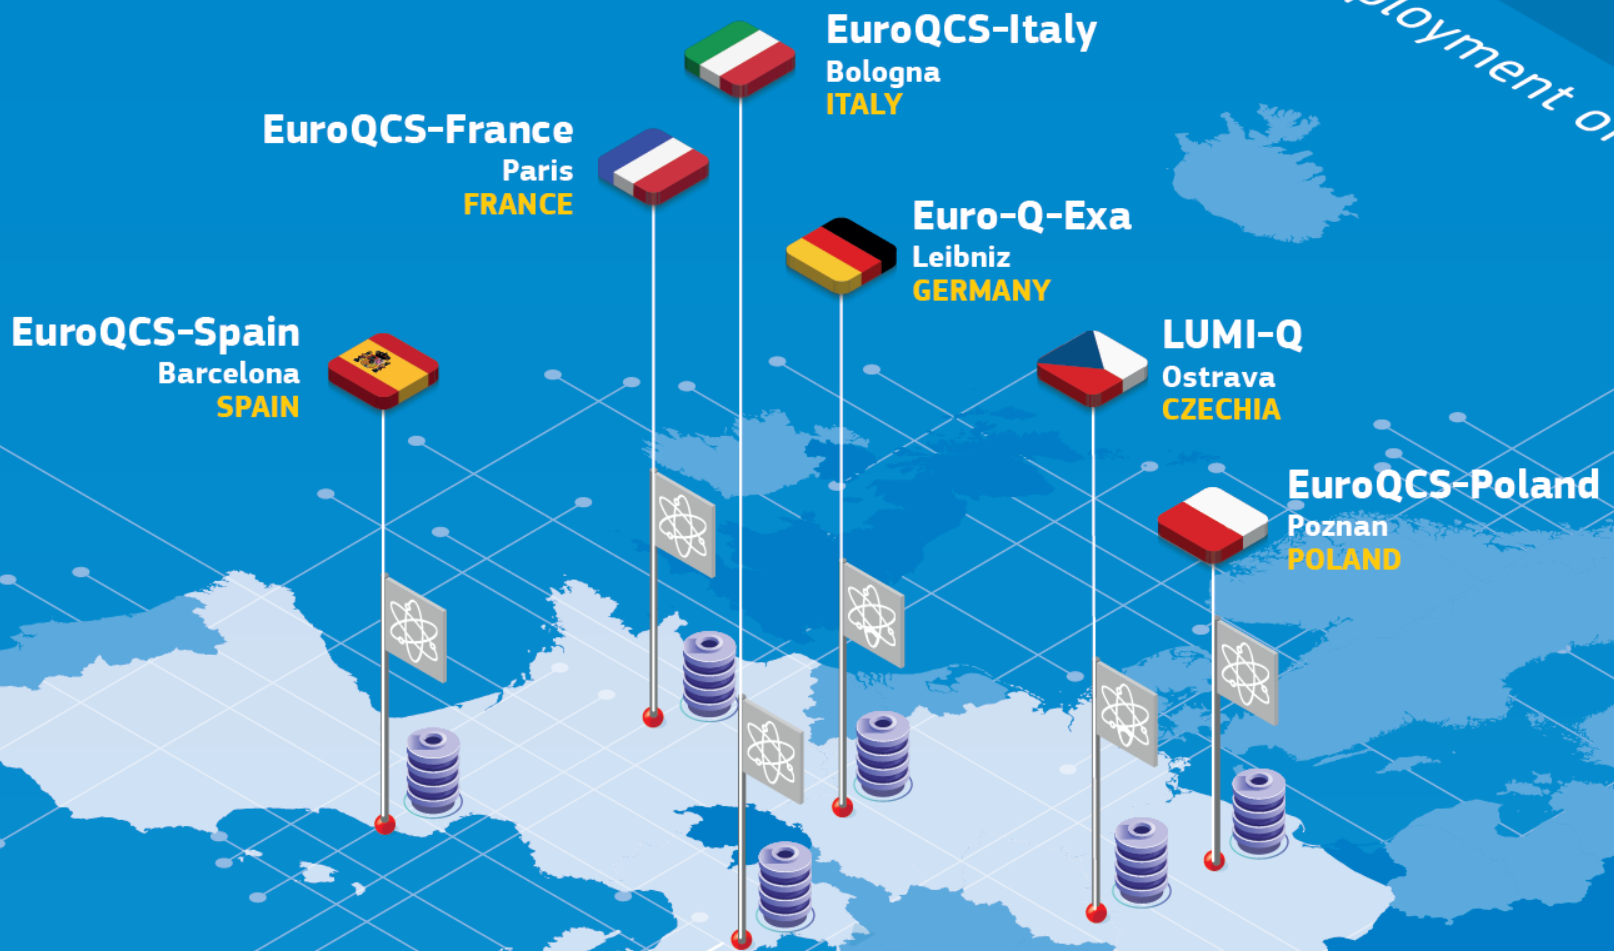 EuroQCS-Italy
Bologna
ITALY
EuroQCS-France
Paris
FRANCE
Euro-Q-Exa
Leibniz
GERMANY
EuroQCS-Spain
Barcelona
SPAIN
LUMI-Q
Ostrava
CZECHIA
EuroQCS-Poland
Poznan
POLAND